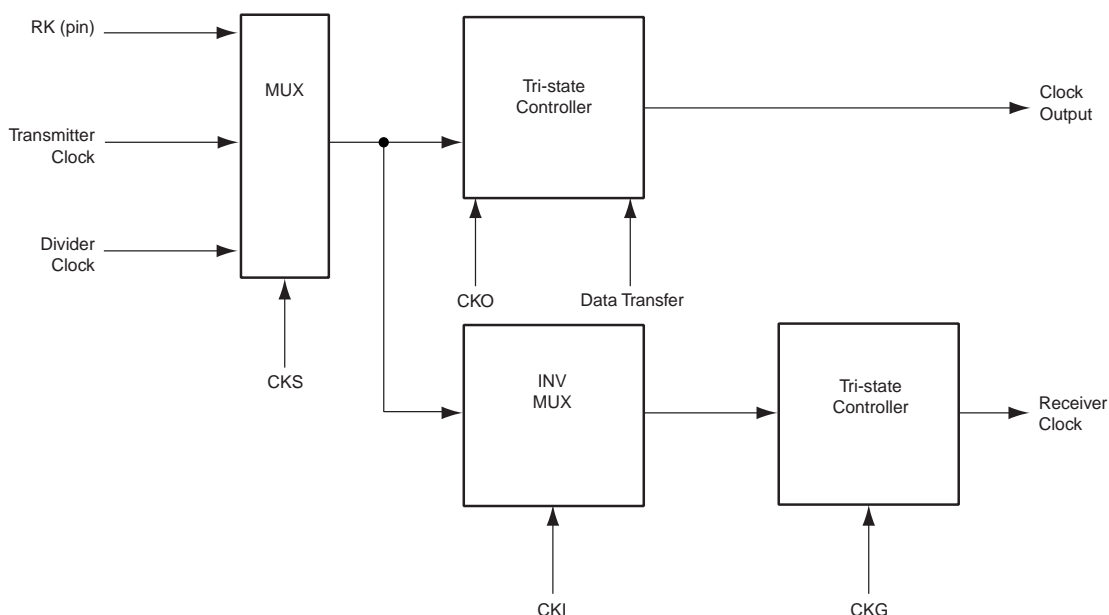 RK (pin)
MUX
Tri-state
Controller
Clock
Output
Transmitter
Clock
Divider
Clock
CKO
Data Transfer
CKS
INV
MUX
Tri-state
Controller
Receiver
Clock
CKI
CKG